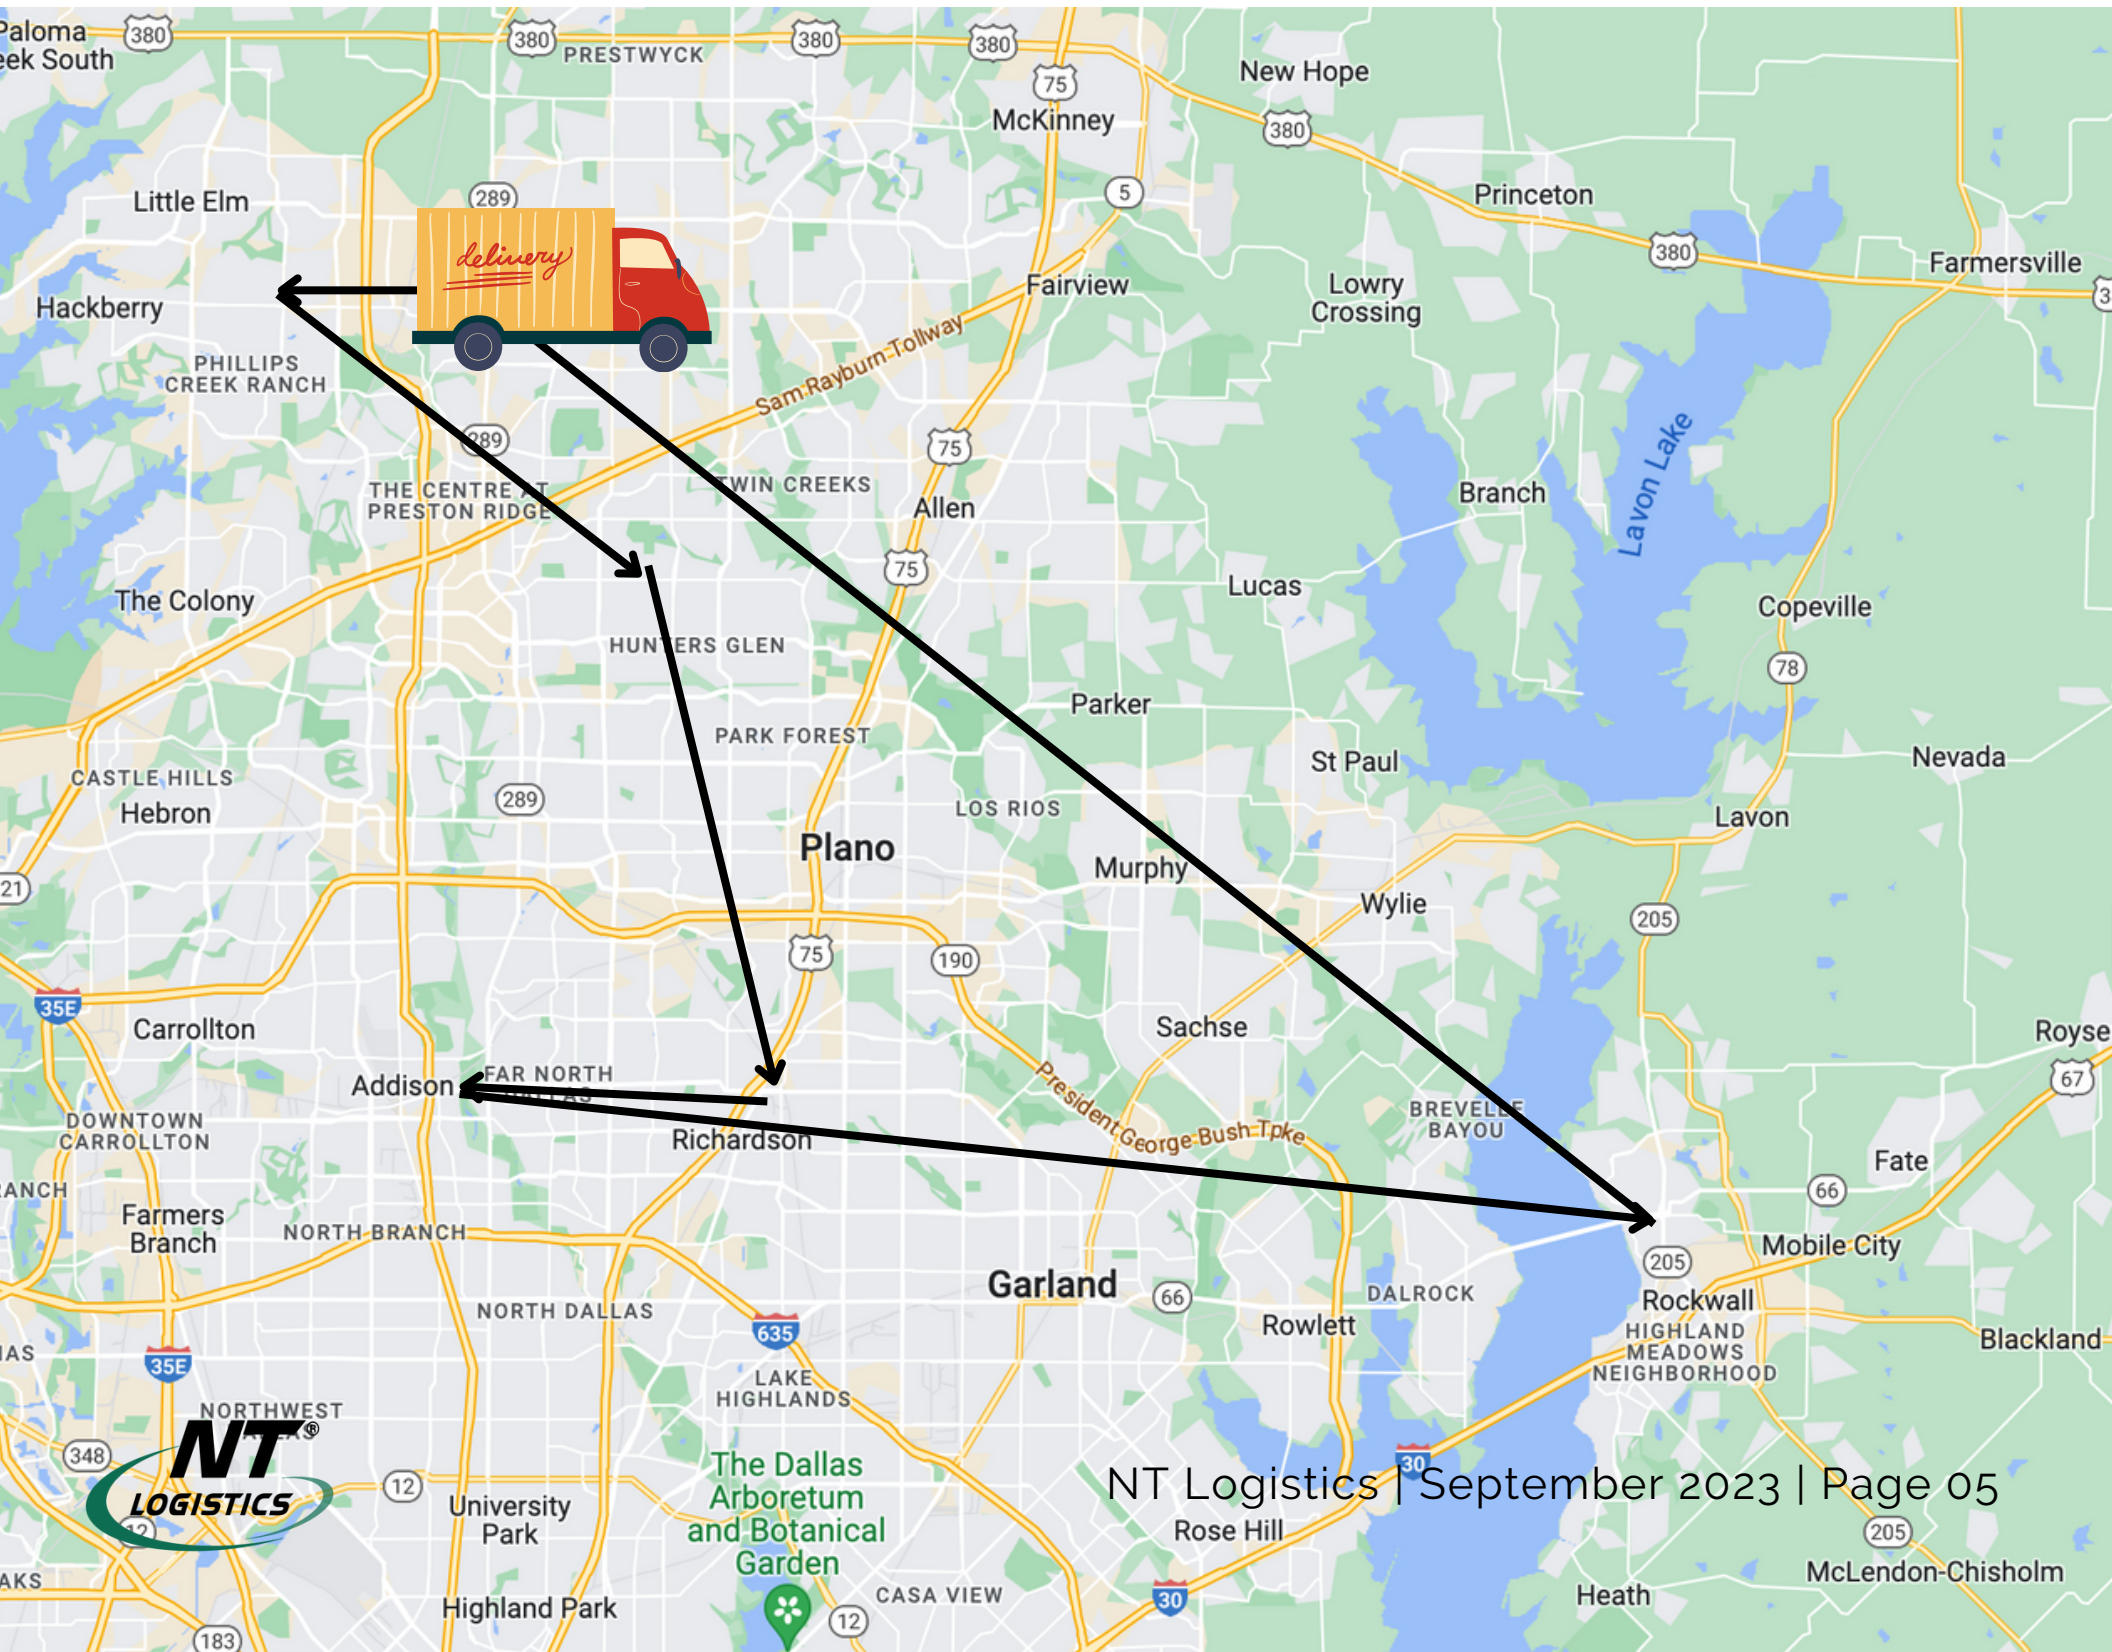 Paloma
eek South
380
380
PRESTWYCK
380
380
75
McKinney
New Hope
380
5
Princeton
Little Elm
289
delivery
380
Farmersville
Fairview
Lowry
Crossing
3
Hackberry
Sam Rayburn Tollway
PHILLIPS
CREEK RANCH
289
75
TWIN CREEKS
THE CENTRE AT
PRESTON RIDGE
Allen
Branch
Lavon Lake
75
The Colony
Lucas
Copeville
HUNTERS GLEN
78
Parker
PARK FOREST
St Paul
Nevada
CASTLE HILLS
Hebron
289
LOS RIOS
Lavon
Plano
Murphy
21
Wylie
205
75
190
35E
Carrollton
Sachse
Royse
67
Addison
FAR NORTH
DALLAS
President George Bush Tpke
DOWNTOWN
CARROLLTON
Richardson
BREVELLE
BAYOU
Fate
RANCH
66
Farmers
Branch
NORTH BRANCH
Mobile City
205
Garland
66
DALROCK
Rockwall
NORTH DALLAS
635
Rowlett
HIGHLAND
MEADOWS
NEIGHBORHOOD
Blackland
IAS
35E
LAKE
HIGHLANDS
NORTHWEST
NT®
LOGISTICS
348
12
12
The Dallas
Arboretum
and Botanical
Garden
30
NT Logistics | September 2023 | Page 05
University
Park
Rose Hill
205
McLendon-Chisholm
AKS
CASA VIEW
30
Heath
Highland Park
12
183